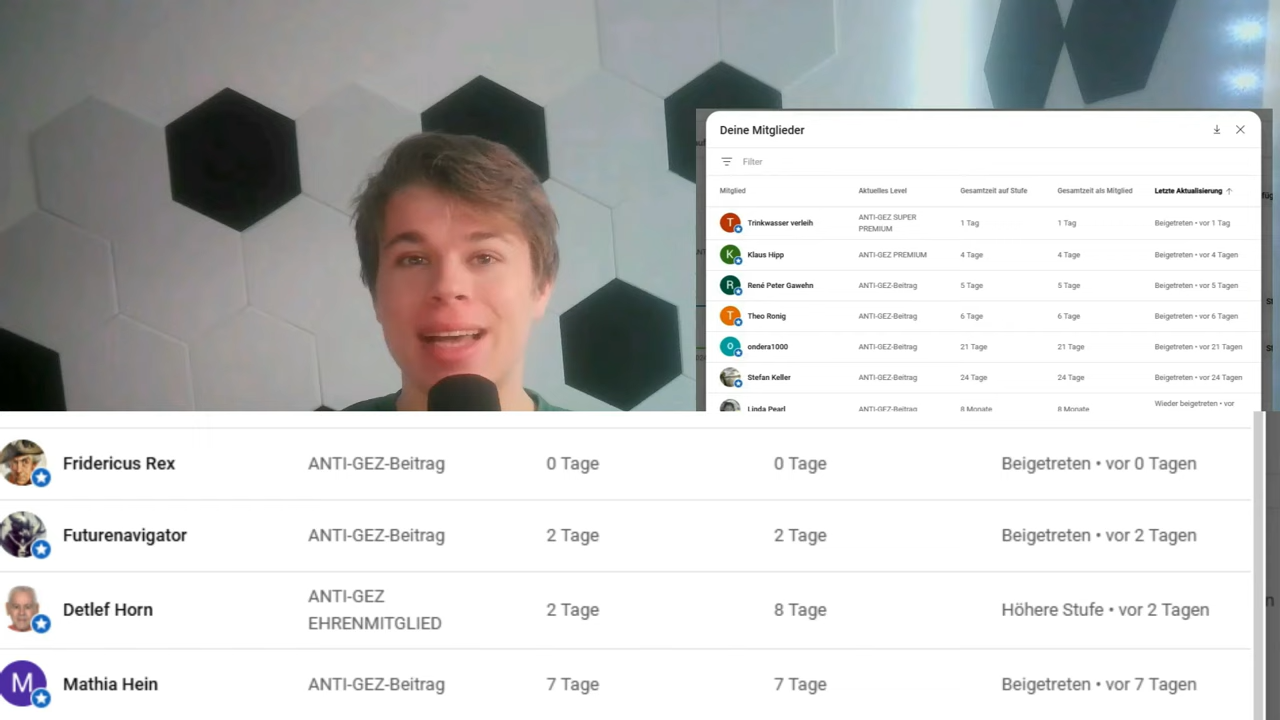 Deine Mitglieder
Filter
Mitglied Aktuelles Level Gesamtzeit auf Stufe Gesamtzeit als Mitglied Letzte Aktualisierung
T Trinkwasser verleih ANTI-GEZ SUPER PREMIUM 1 Tag 1 Tag Beigetreten • vor 1 Tag
K Klaus Hipp ANTI-GEZ PREMIUM 4 Tage 4 Tage Beigetreten • vor 4 Tagen
R René Peter Gawehn ANTI-GEZ-Beitrag 5 Tage 5 Tage Beigetreten • vor 5 Tagen
T Theo Ronig ANTI-GEZ-Beitrag 6 Tage 6 Tage Beigetreten • vor 6 Tagen
o ondera1000 ANTI-GEZ-Beitrag 21 Tage 21 Tage Beigetreten • vor 21 Tagen
Stefan Keller ANTI-GEZ-Beitrag 24 Tage 24 Tage Beigetreten • vor 24 Tagen
Linda Pearl ANTI-GEZ-Beitrag 8 Monate 8 Monate Wieder beigetreten • vor
Fridericus Rex ANTI-GEZ-Beitrag 0 Tage 0 Tage Beigetreten • vor 0 Tagen
Futurenavigator ANTI-GEZ-Beitrag 2 Tage 2 Tage Beigetreten • vor 2 Tagen
Detlef Horn ANTI-GEZ EHRENMITGLIED 2 Tage 8 Tage Höhere Stufe • vor 2 Tagen
M Mathia Hein ANTI-GEZ-Beitrag 7 Tage 7 Tage Beigetreten • vor 7 Tagen